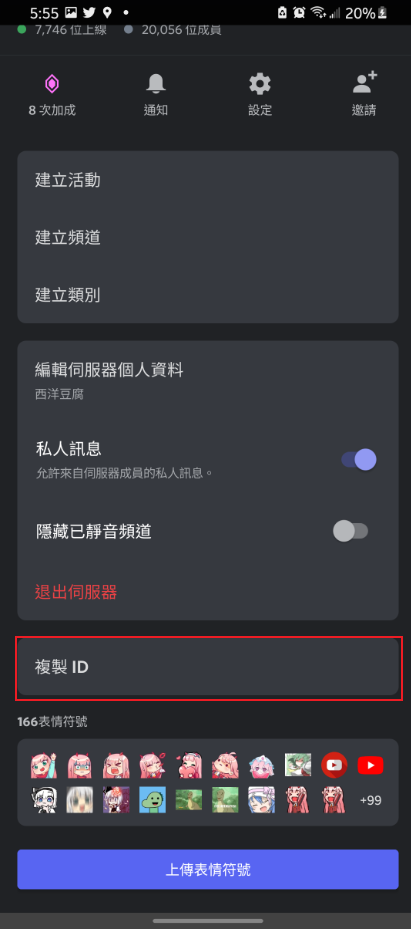 5:55
20%
7,746 位上線 20,056 位成員
8 次加成
通知
設定
邀請
建立活動
建立頻道
建立類別
編輯伺服器個人資料
西洋豆腐
私人訊息
允許來自伺服器成員的私人訊息。
隱藏已靜音頻道
退出伺服器
複製 ID
166表情符號
+99
上傳表情符號